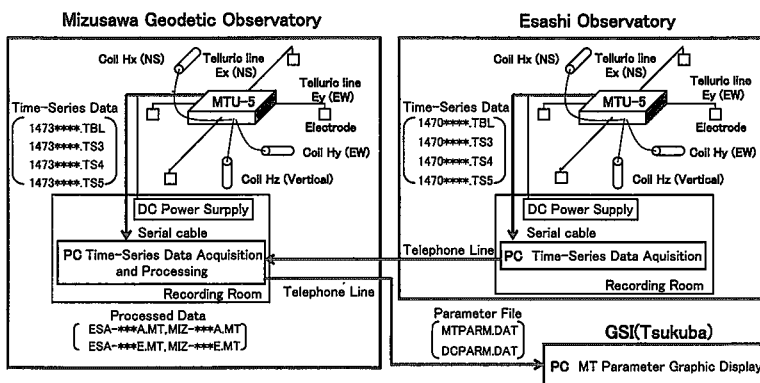 Mizusawa Geodetic Observatory
Coil Hx (NS)
Telluric line
Ex (NS)
Telluric line
Ey (EW)
MTU-5
Time-Series Data
1473****.TBL
1473****.TS3
1473****.TS4
1473****.TS5
Electrode
Coil Hy (EW)
Coil Hz (Vertical)
DC Power Surpply
Serial cable
PC Time-Series Data Acquisition
and Processing
Recording Room
Processed Data
ESA-***A.MT, MIZ-***A.MT
ESA-***E.MT, MIZ-***E.MT
Telephone Line
Telephone Line
Esashi Observatory
Coil Hx (NS)
Telluric line
Ex (NS)
Telluric line
Ey (EW)
MTU-5
Time-Series Data
1470****.TBL
1470****.TS3
1470****.TS4
1470****.TS5
Electrode
Coil Hy (EW)
Coil Hz (Vertical)
DC Power Supply
Serial cable
PC Time-Series Data Aquisition
Recording Room
Parameter File
MTPARM.DAT
DCPARM.DAT
GSI(Tsukuba)
PC MT Parameter Graphic Display